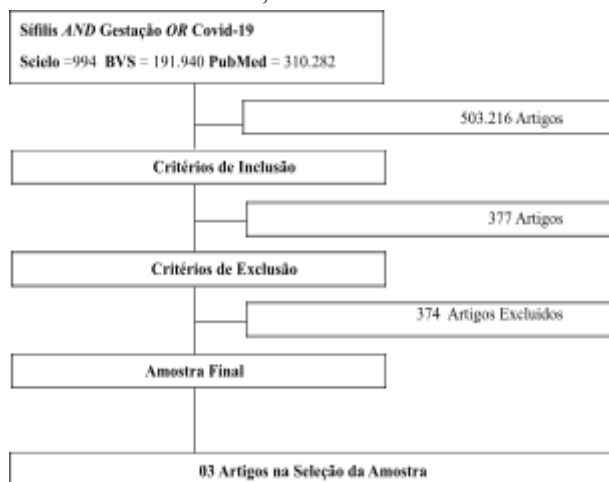 Sífilis AND Gestação OR Covid-19
Scielo =994 BVS = 191.940 PubMed = 310.282
503.216 Artigos
Critérios de Inclusão
377 Artigos
Critérios de Exclusão
374 Artigos Excluídos
Amostra Final
03 Artigos na Seleção da Amostra